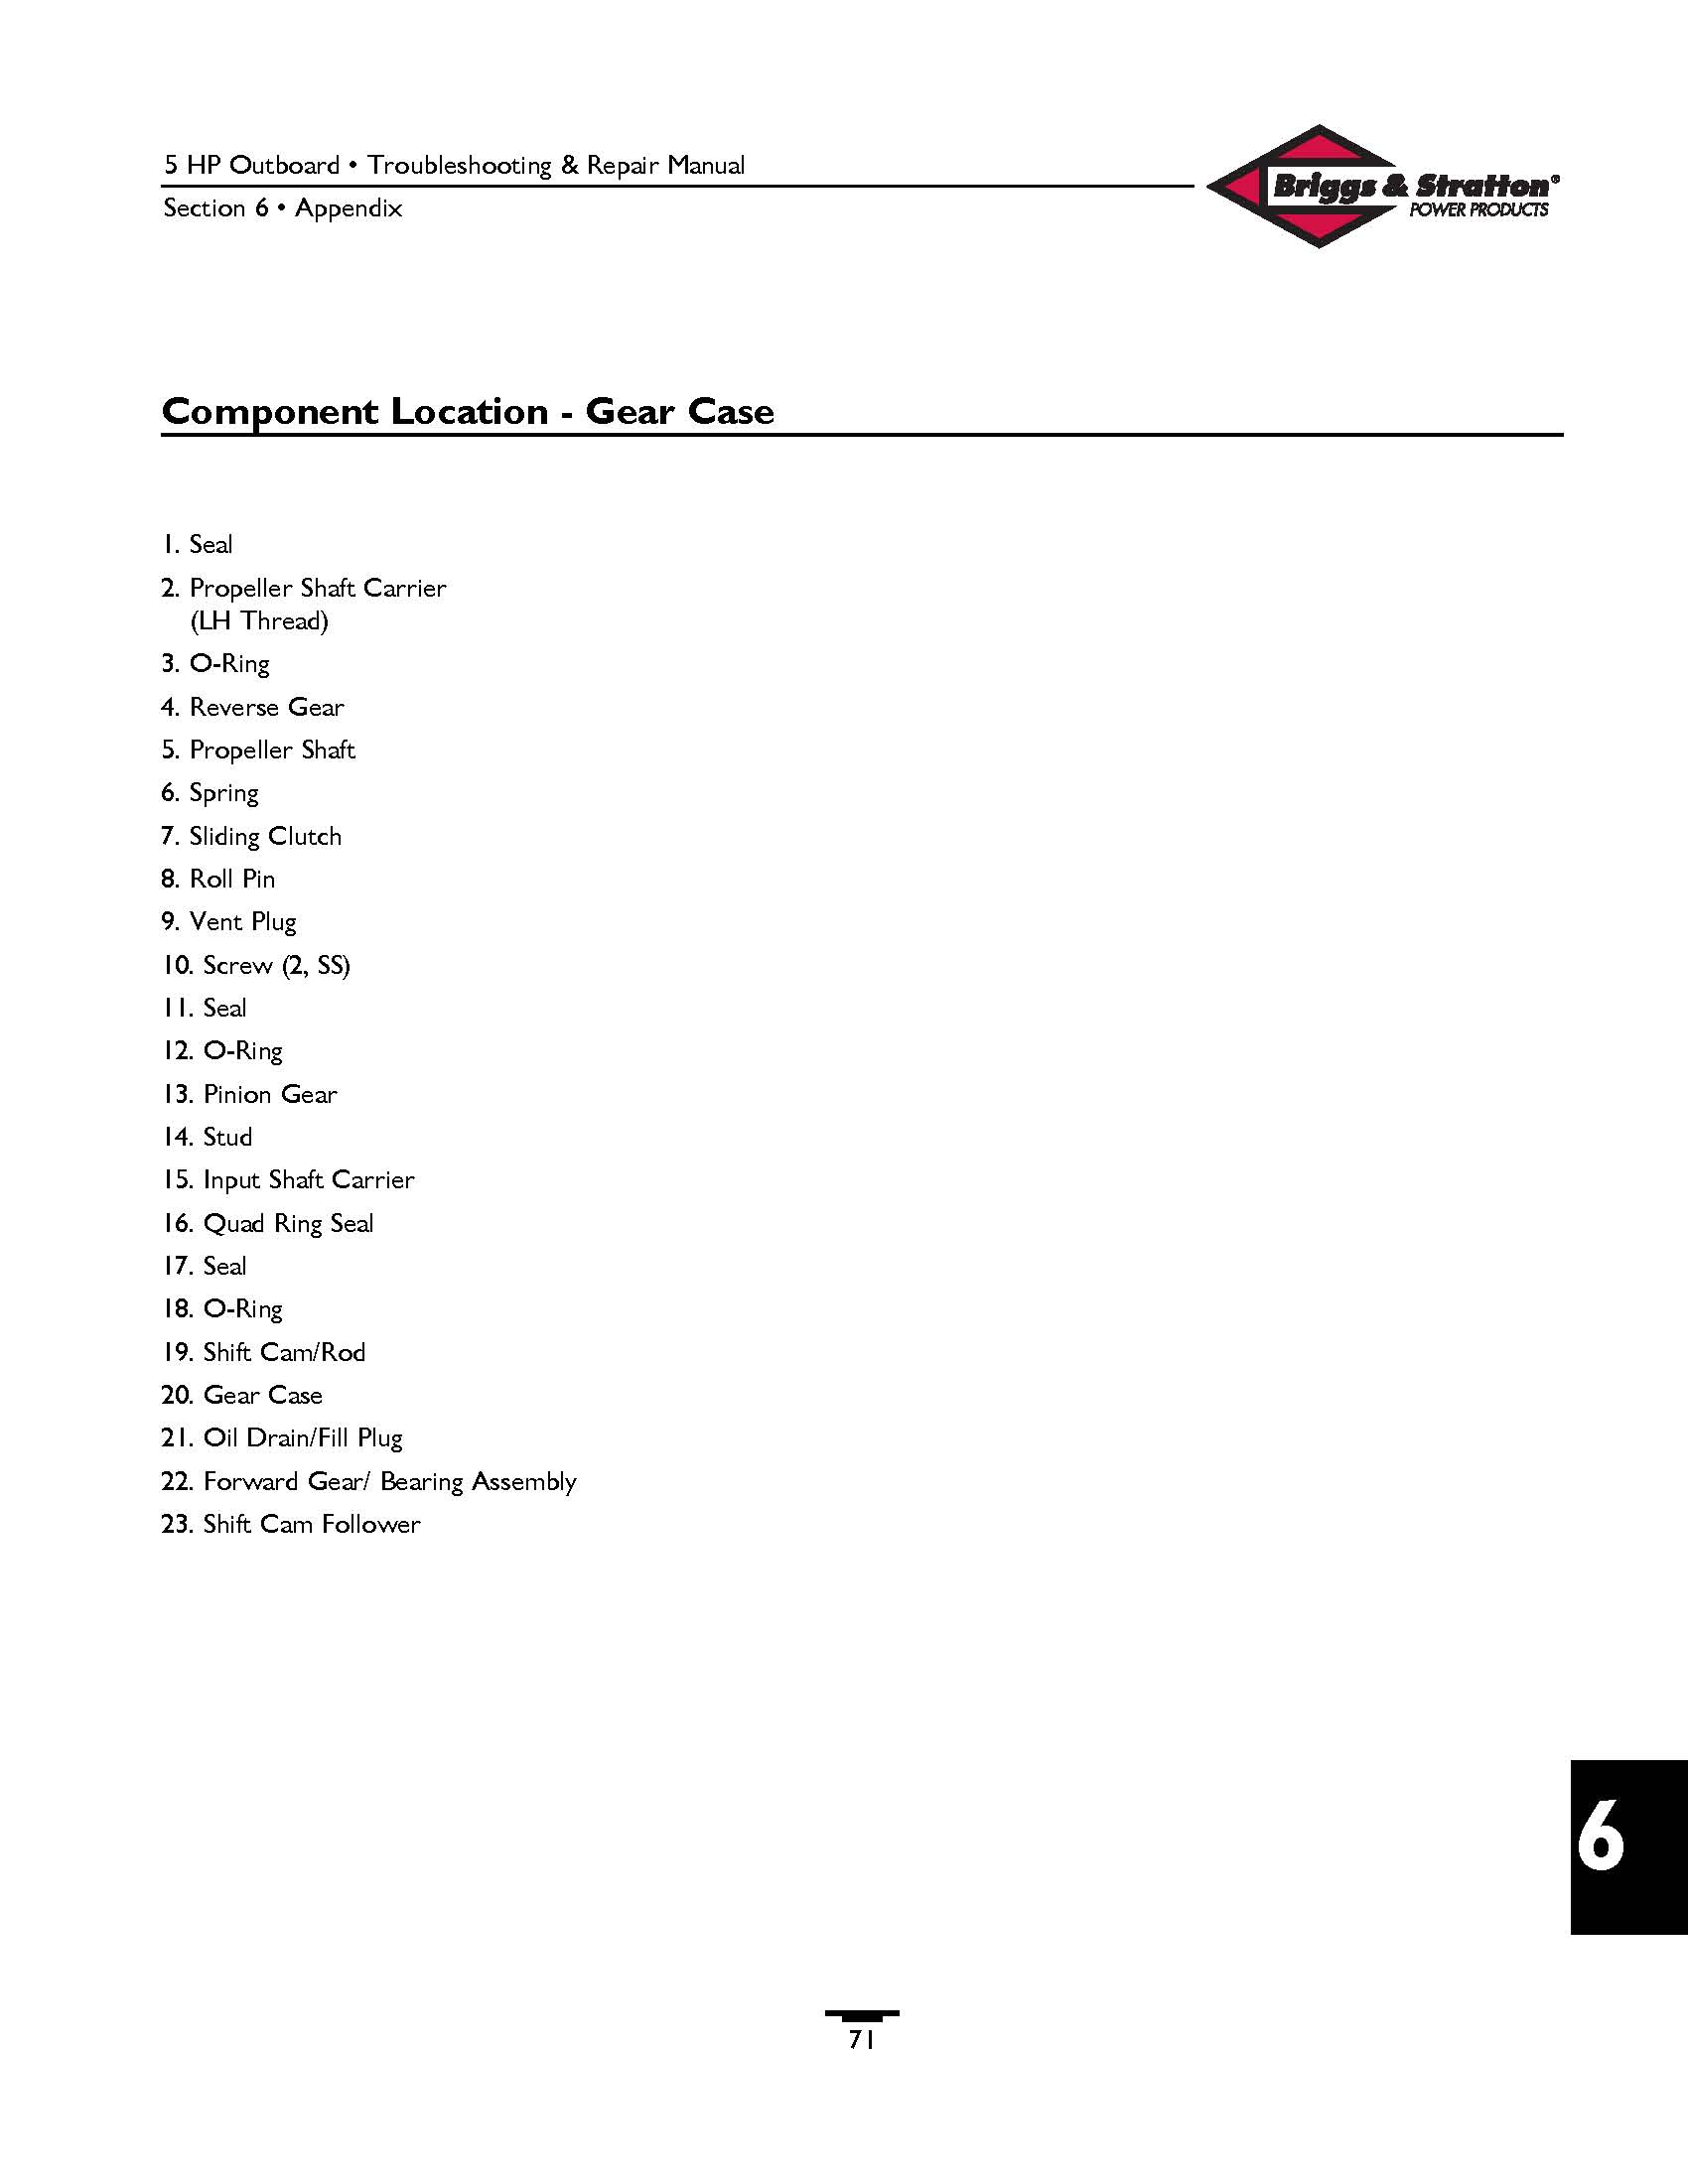 5 HP Outboard • Troubleshooting & Repair Manual
Section 6 • Appendix
Briggs & Stratton®
POWER PRODUCTS
Component Location - Gear Case
1. Seal
2. Propeller Shaft Carrier
(LH Thread)
3. O-Ring
4. Reverse Gear
5. Propeller Shaft
6. Spring
7. Sliding Clutch
8. Roll Pin
9. Vent Plug
10. Screw (2, SS)
11. Seal
12. O-Ring
13. Pinion Gear
14. Stud
15. Input Shaft Carrier
16. Quad Ring Seal
17. Seal
18. O-Ring
19. Shift Cam/Rod
20. Gear Case
21. Oil Drain/Fill Plug
22. Forward Gear/ Bearing Assembly
23. Shift Cam Follower
6
71